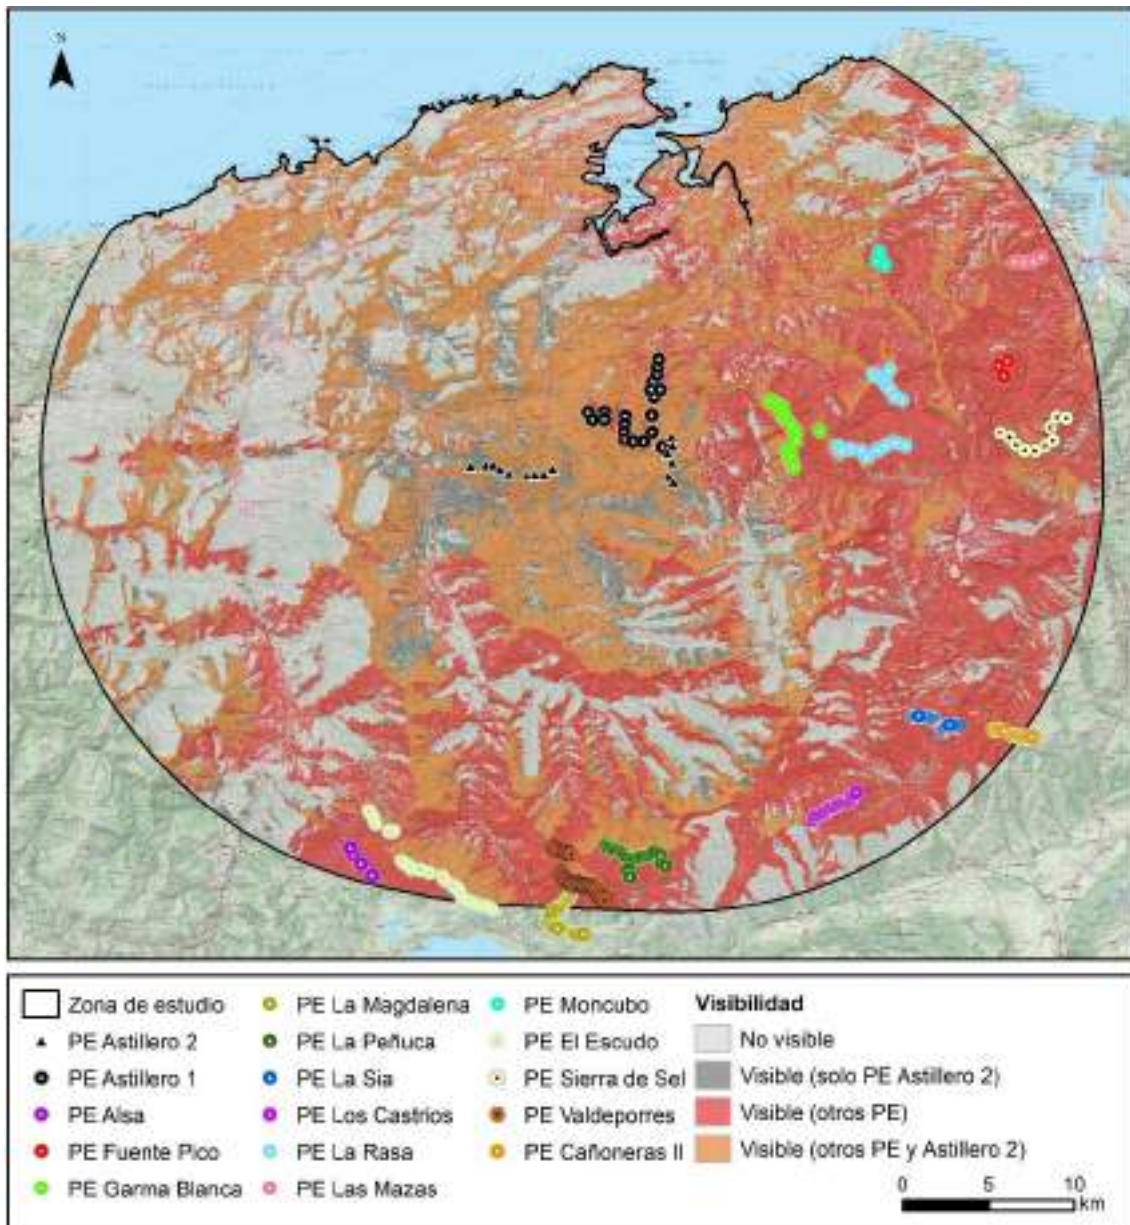 N
Zona de estudio
PE Astillero 2
PE Astillero 1
PE Alsa
PE Fuente Pico
PE Garma Blanca
PE La Magdalena
PE La Peñuca
PE La Sia
PE Los Castrios
PE La Rasa
PE Las Mazas
PE Moncubo
PE El Escudo
PE Sierra de Sel
PE Valdeporres
PE Cañoneras II
Visibilidad
No visible
Visible (solo PE Astillero 2)
Visible (otros PE)
Visible (otros PE y Astillero 2)
0 5 10
km